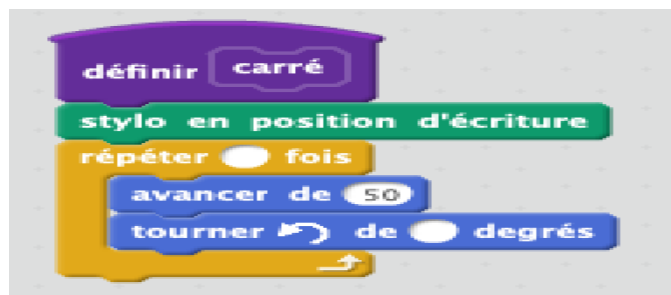 définir carré
stylo en position d'écriture
répéter fois
avancer de 50
tourner de degrés